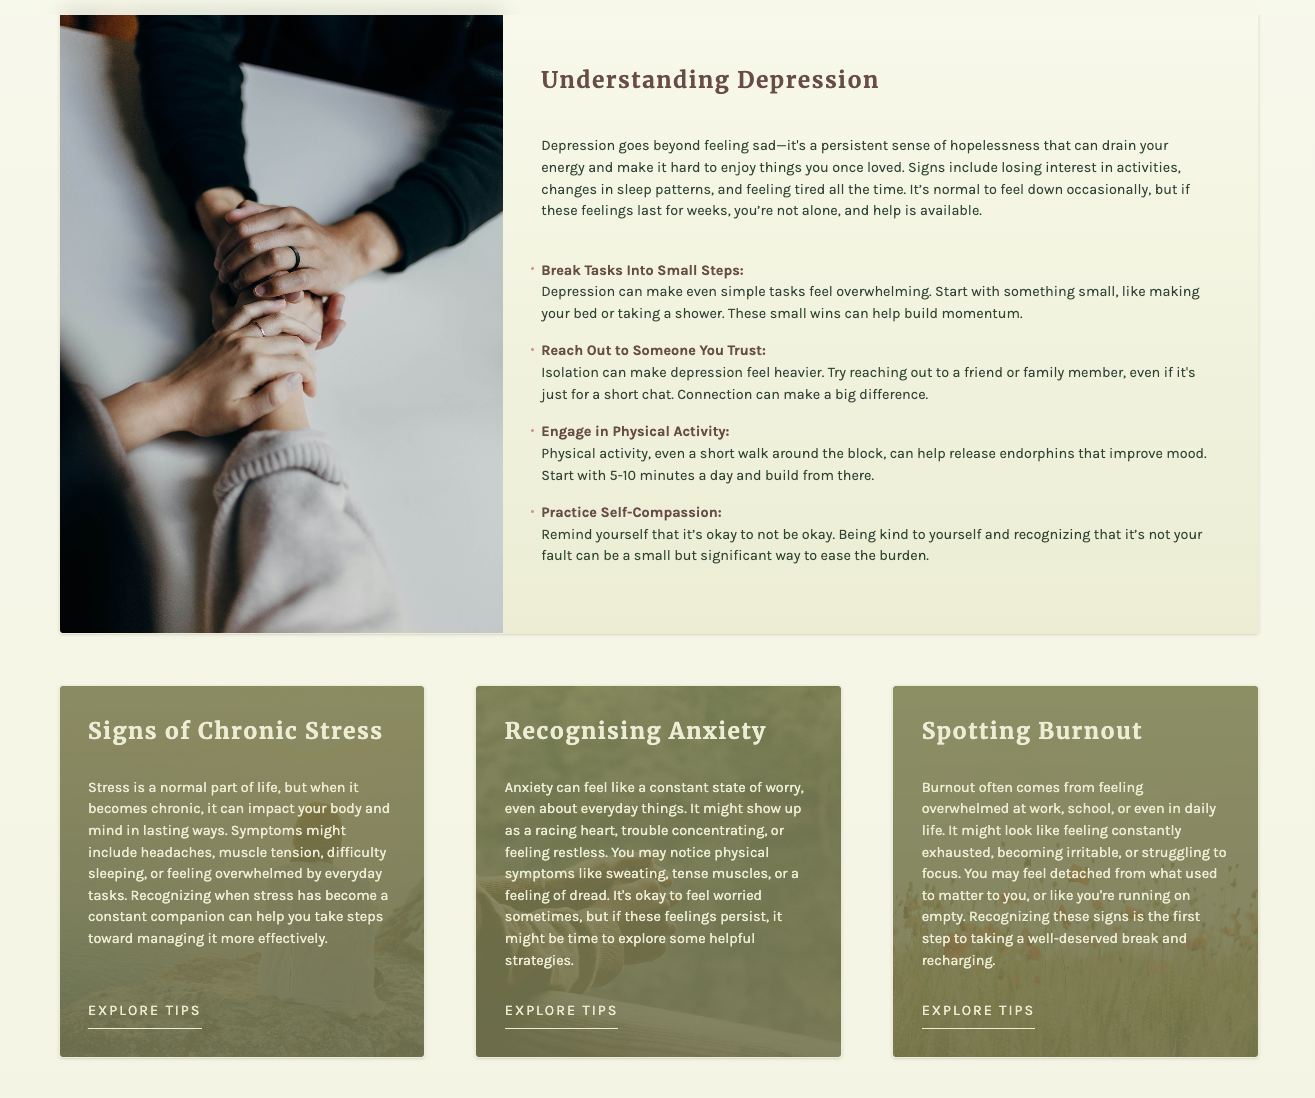 Understanding Depression
Depression goes beyond feeling sad—it's a persistent sense of hopelessness that can drain your
energy and make it hard to enjoy things you once loved. Signs include losing interest in activities,
changes in sleep patterns, and feeling tired all the time. It’s normal to feel down occasionally, but if
these feelings last for weeks, you’re not alone, and help is available.
Break Tasks Into Small Steps:
Depression can make even simple tasks feel overwhelming. Start with something small, like making
your bed or taking a shower. These small wins can help build momentum.
Reach Out to Someone You Trust:
Isolation can make depression feel heavier. Try reaching out to a friend or family member, even if it's
just for a short chat. Connection can make a big difference.
Engage in Physical Activity:
Physical activity, even a short walk around the block, can help release endorphins that improve mood.
Start with 5-10 minutes a day and build from there.
Practice Self-Compassion:
Remind yourself that it’s okay to not be okay. Being kind to yourself and recognizing that it’s not your
fault can be a small but significant way to ease the burden.
Signs of Chronic Stress
Stress is a normal part of life, but when it
becomes chronic, it can impact your body and
mind in lasting ways. Symptoms might
include headaches, muscle tension, difficulty
sleeping, or feeling overwhelmed by everyday
tasks. Recognizing when stress has become a
constant companion can help you take steps
toward managing it more effectively.
EXPLORE TIPS
Recognising Anxiety
Anxiety can feel like a constant state of worry,
even about everyday things. It might show up
as a racing heart, trouble concentrating, or
feeling restless. You may notice physical
symptoms like sweating, tense muscles, or a
feeling of dread. It's okay to feel worried
sometimes, but if these feelings persist, it
might be time to explore some helpful
strategies.
EXPLORE TIPS
Spotting Burnout
Burnout often comes from feeling
overwhelmed at work, school, or even in daily
life. It might look like feeling constantly
exhausted, becoming irritable, or struggling to
focus. You may feel detached from what used
to matter to you, or like you're running on
empty. Recognizing these signs is the first
step to taking a well-deserved break and
recharging.
EXPLORE TIPS